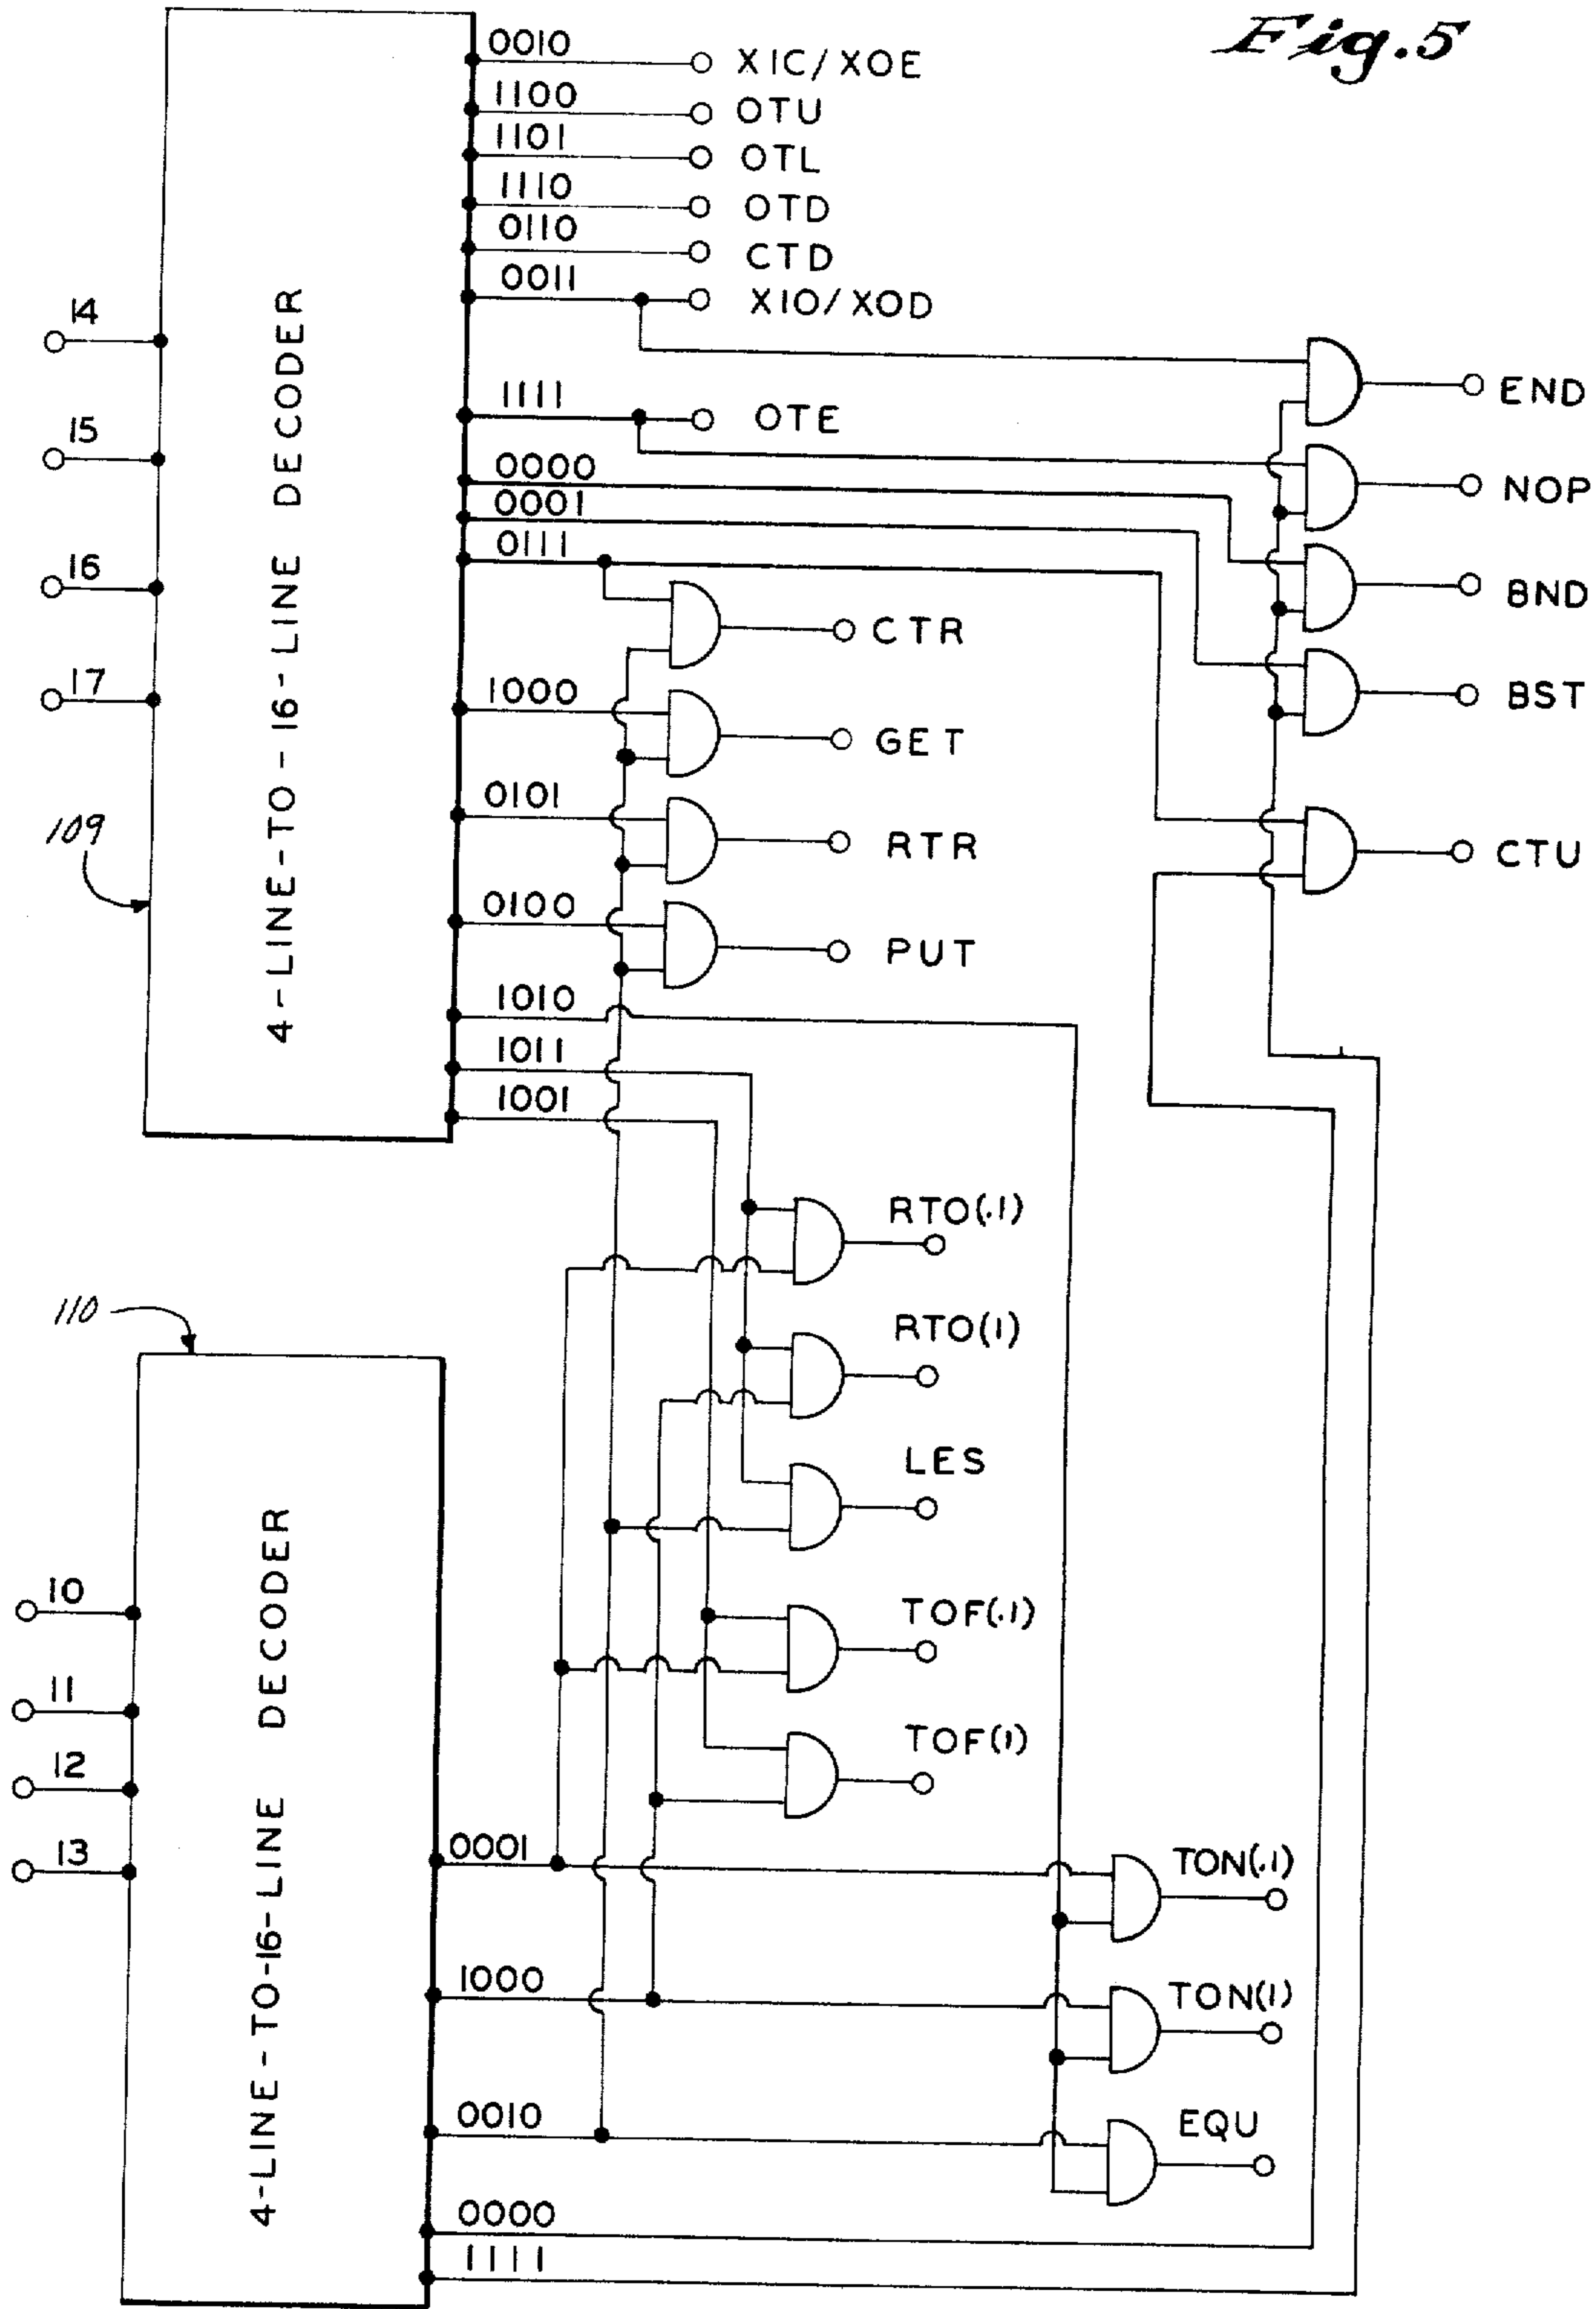 Fig.5
0010
X1C/XOE
1100
OTU
1101
OTL
1110
OTD
0110
CTD
0011
X1O/XOD
14
15
16
17
4-LINE-TO-16-LINE DECODER
109
1111
OTE
0000
0001
0111
END
NOP
BND
BST
CTU
CTR
1000
GET
0101
RTR
0100
PUT
1010
1011
1001
RTO(.1)
RTO(1)
LES
TOF(.1)
TOF(1)
110
10
11
12
13
4-LINE-TO-16-LINE DECODER
0001
TON(.1)
1000
TON(1)
0010
EQU
0000
1111